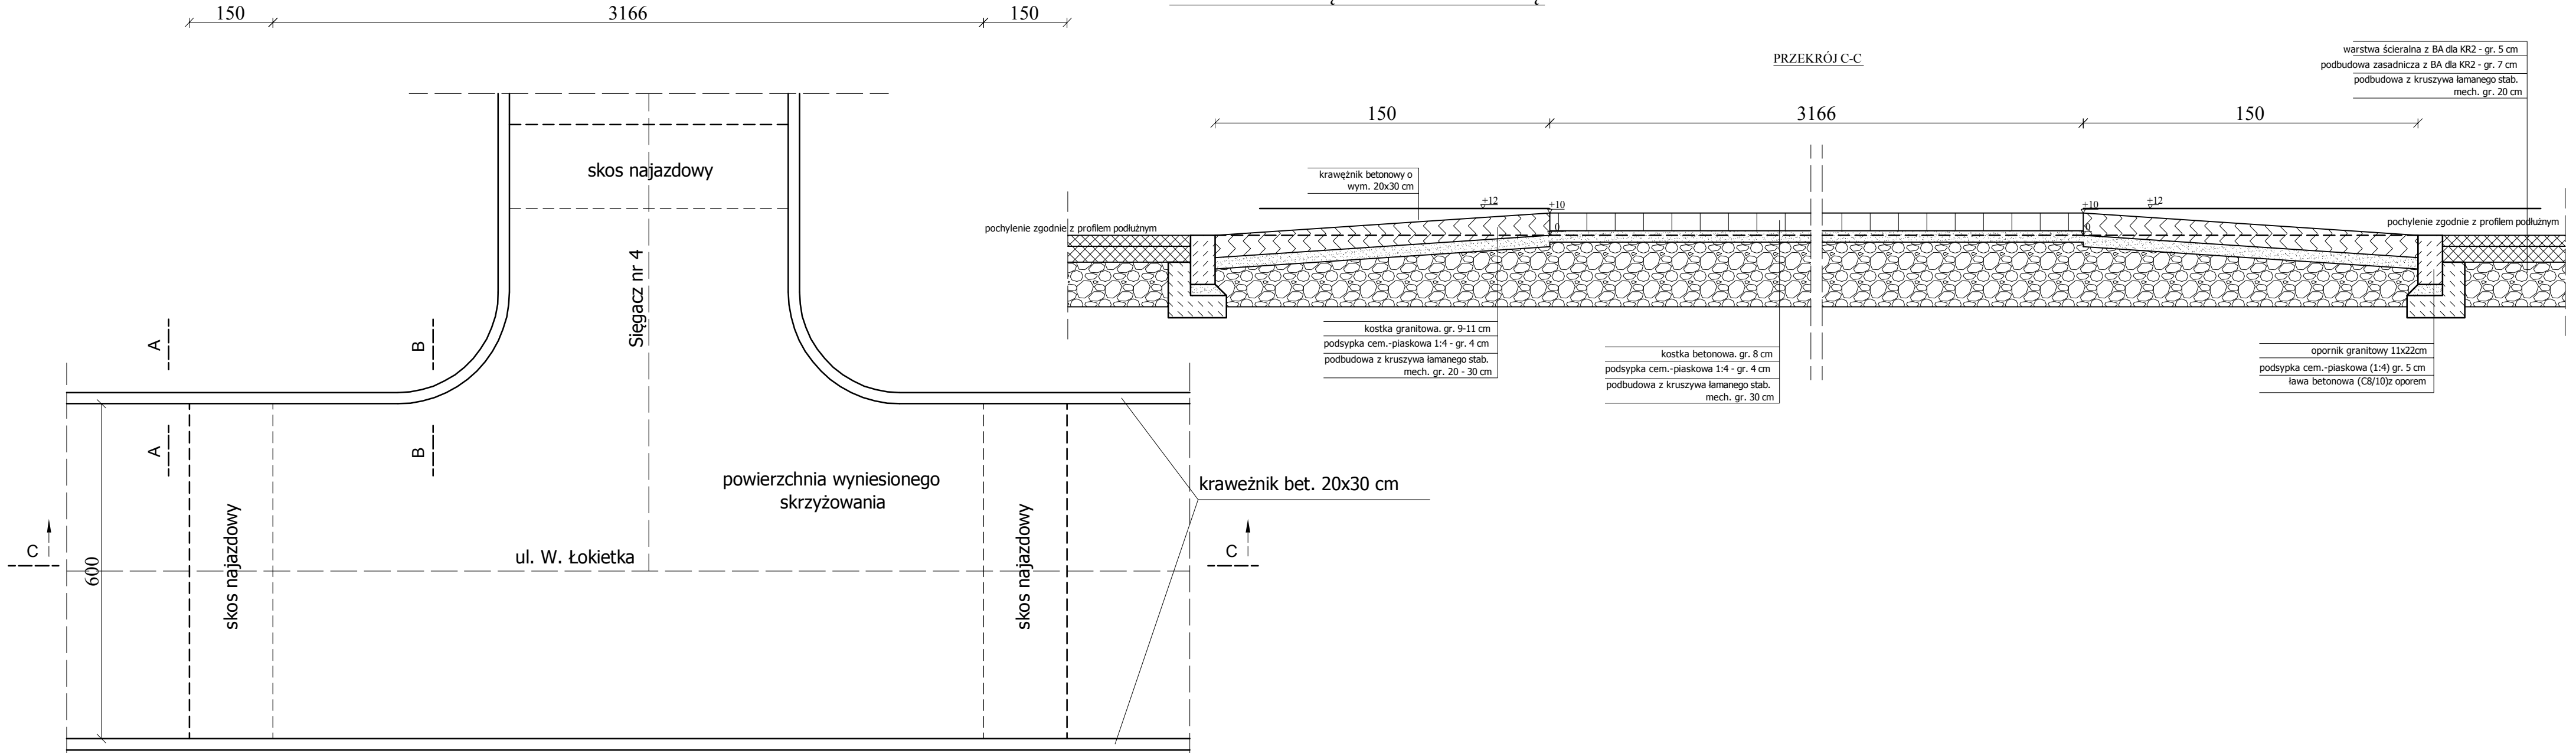 150
3166
150
PRZEKRÓJ C-C
warstwa ścieralna z BA dla KR2 - gr. 5 cm
podbudowa zasadnicza z BA dla KR2 - gr. 7 cm
podbudowa z kruszywa łamanego stab.
mech. gr. 20 cm
150
3166
150
skos najazdowy
krawężnik betonowy o
wym. 20x30 cm
+12
+10
0
+10
0
+12
pochylenie zgodnie z profilem podłużnym
pochylenie zgodnie z profilem podłużnym
Sięgacz nr 4
kostka granitowa. gr. 9-11 cm
podsypka cem.-piaskowa 1:4 - gr. 4 cm
podbudowa z kruszywa łamanego stab.
mech. gr. 20 - 30 cm
kostka betonowa. gr. 8 cm
podsypka cem.-piaskowa 1:4 - gr. 4 cm
podbudowa z kruszywa łamanego stab.
mech. gr. 30 cm
opornik granitowy 11x22cm
podsypka cem.-piaskowa (1:4) gr. 5 cm
ława betonowa (C8/10)z oporem
A
B
A
B
powierzchnia wyniesionego
skrzyżowania
kraweżnik bet. 20x30 cm
skos najazdowy
skos najazdowy
C
C
ul. W. Łokietka
600